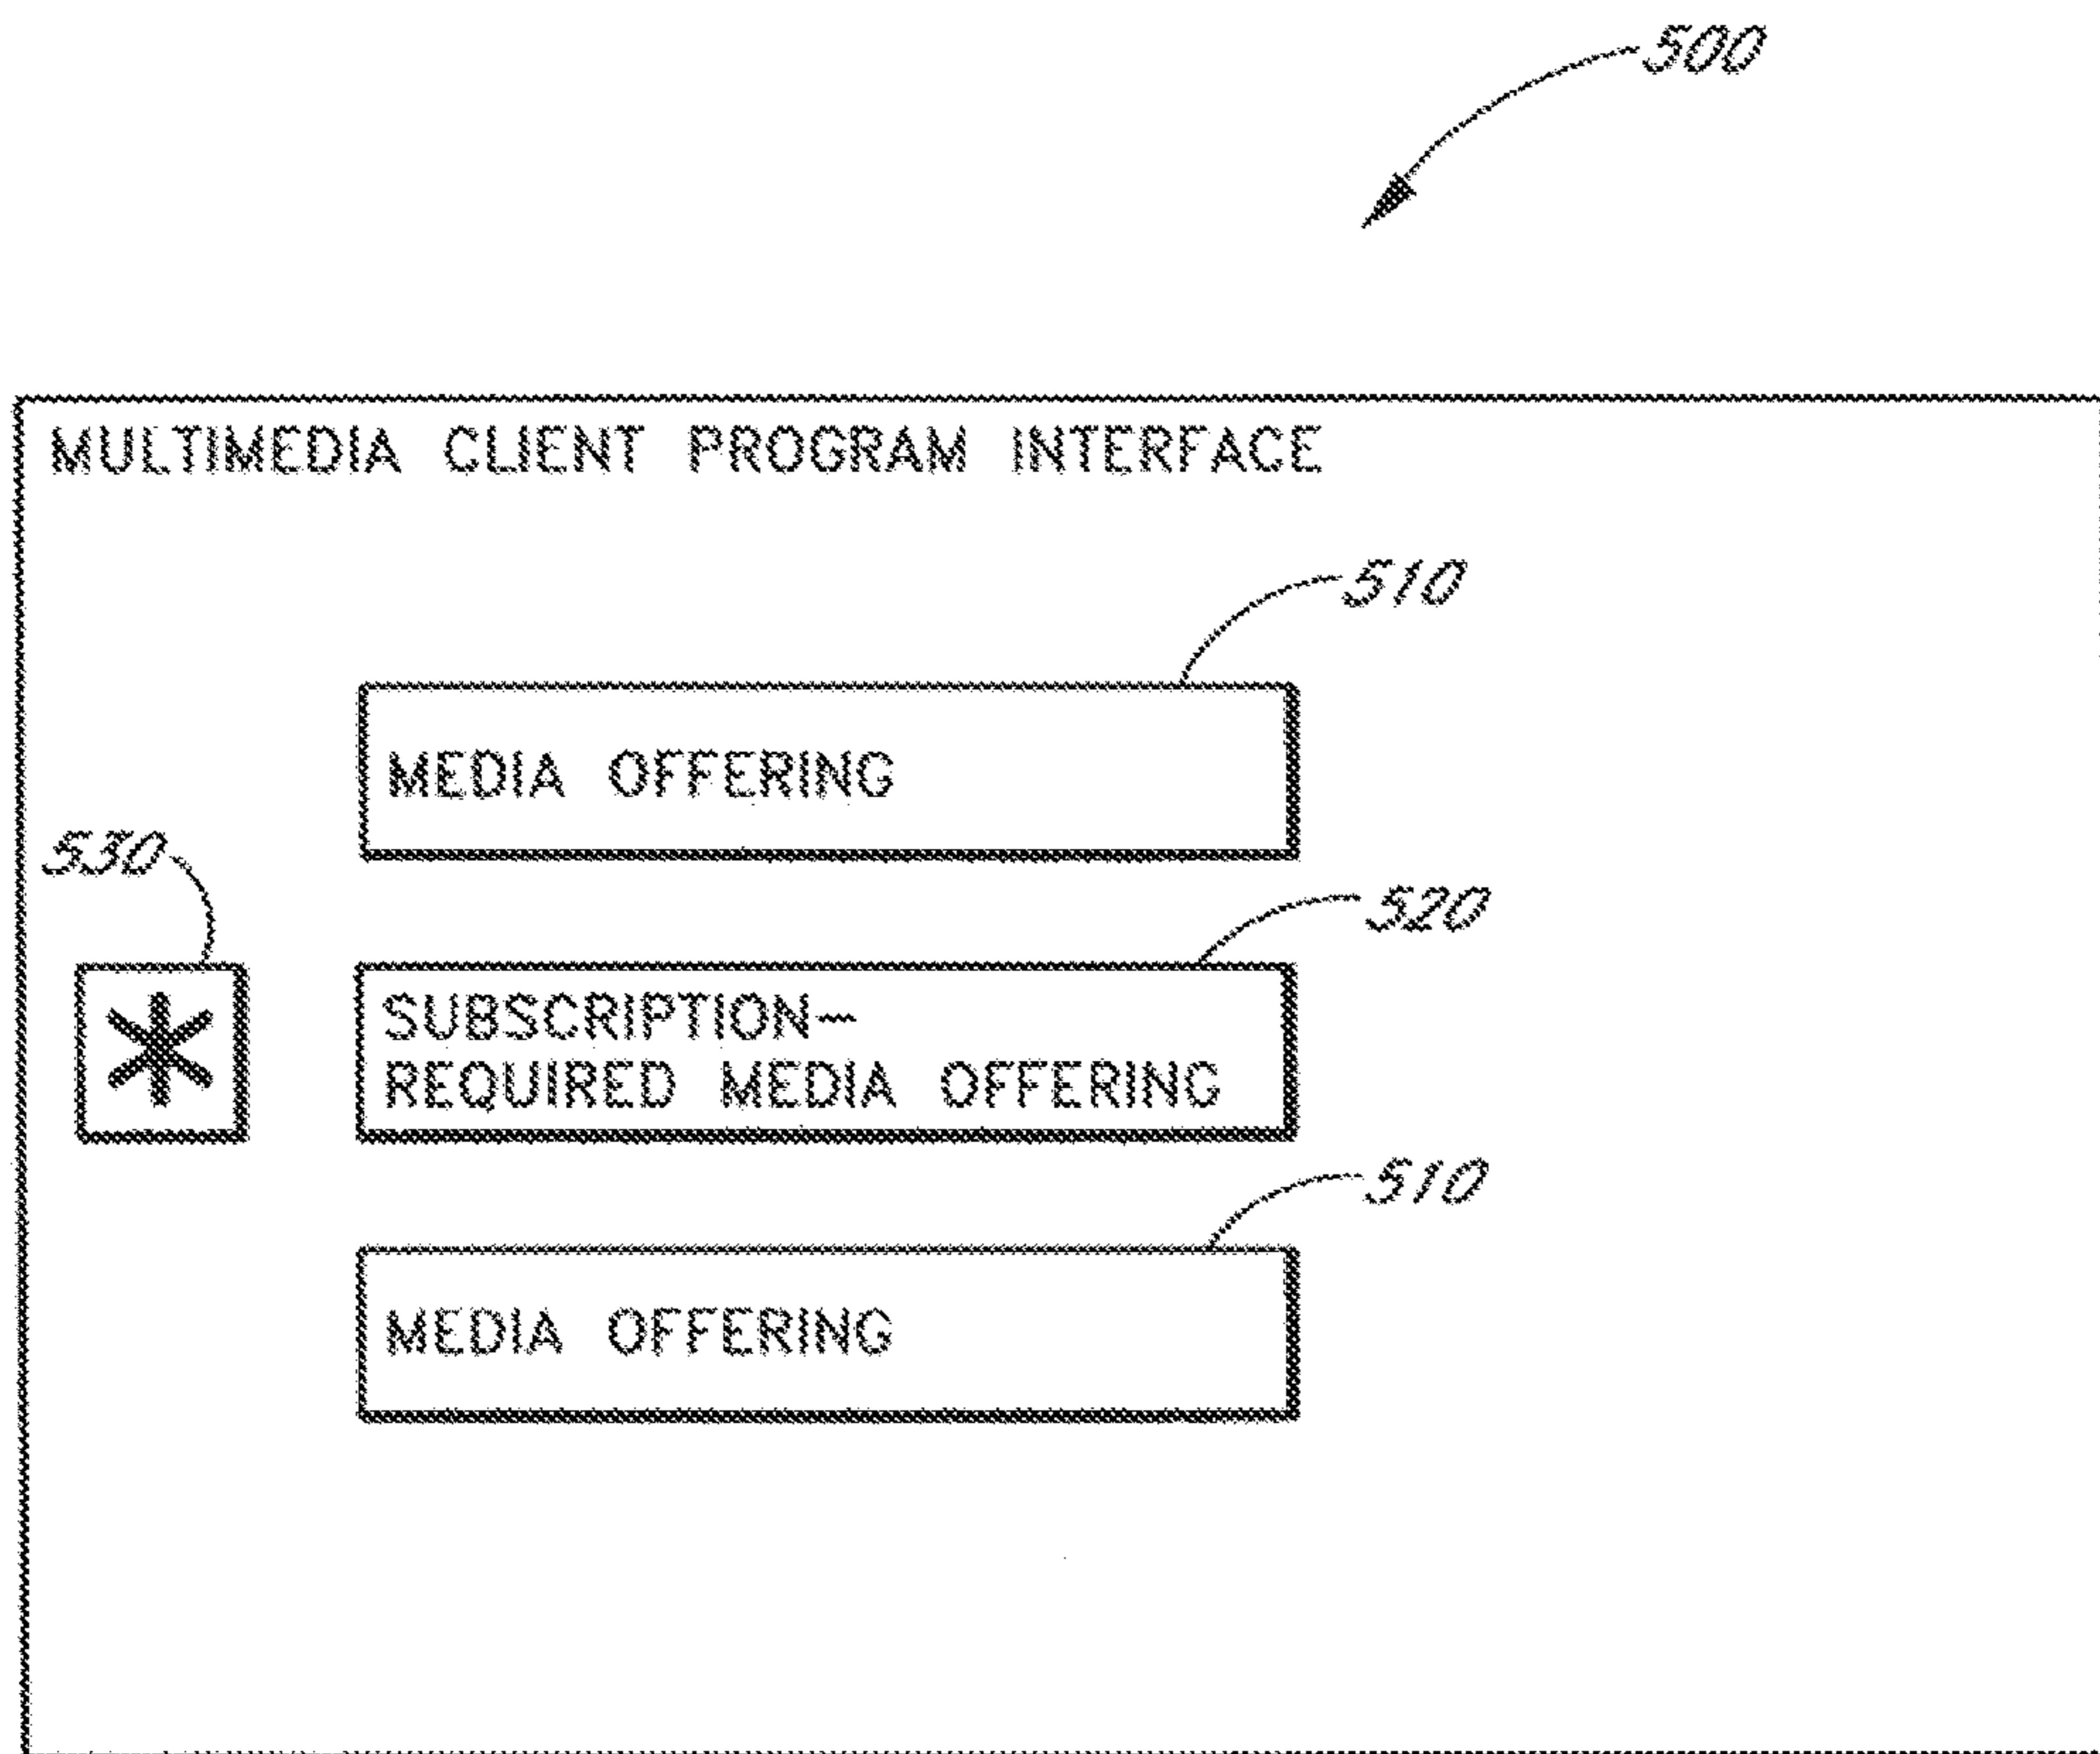 500
MULTIMEDIA CLIENT PROGRAM INTERFACE
510
MEDIA OFFERING
530
520
*
SUBSCRIPTION-
REQUIRED MEDIA OFFERING
510
MEDIA OFFERING